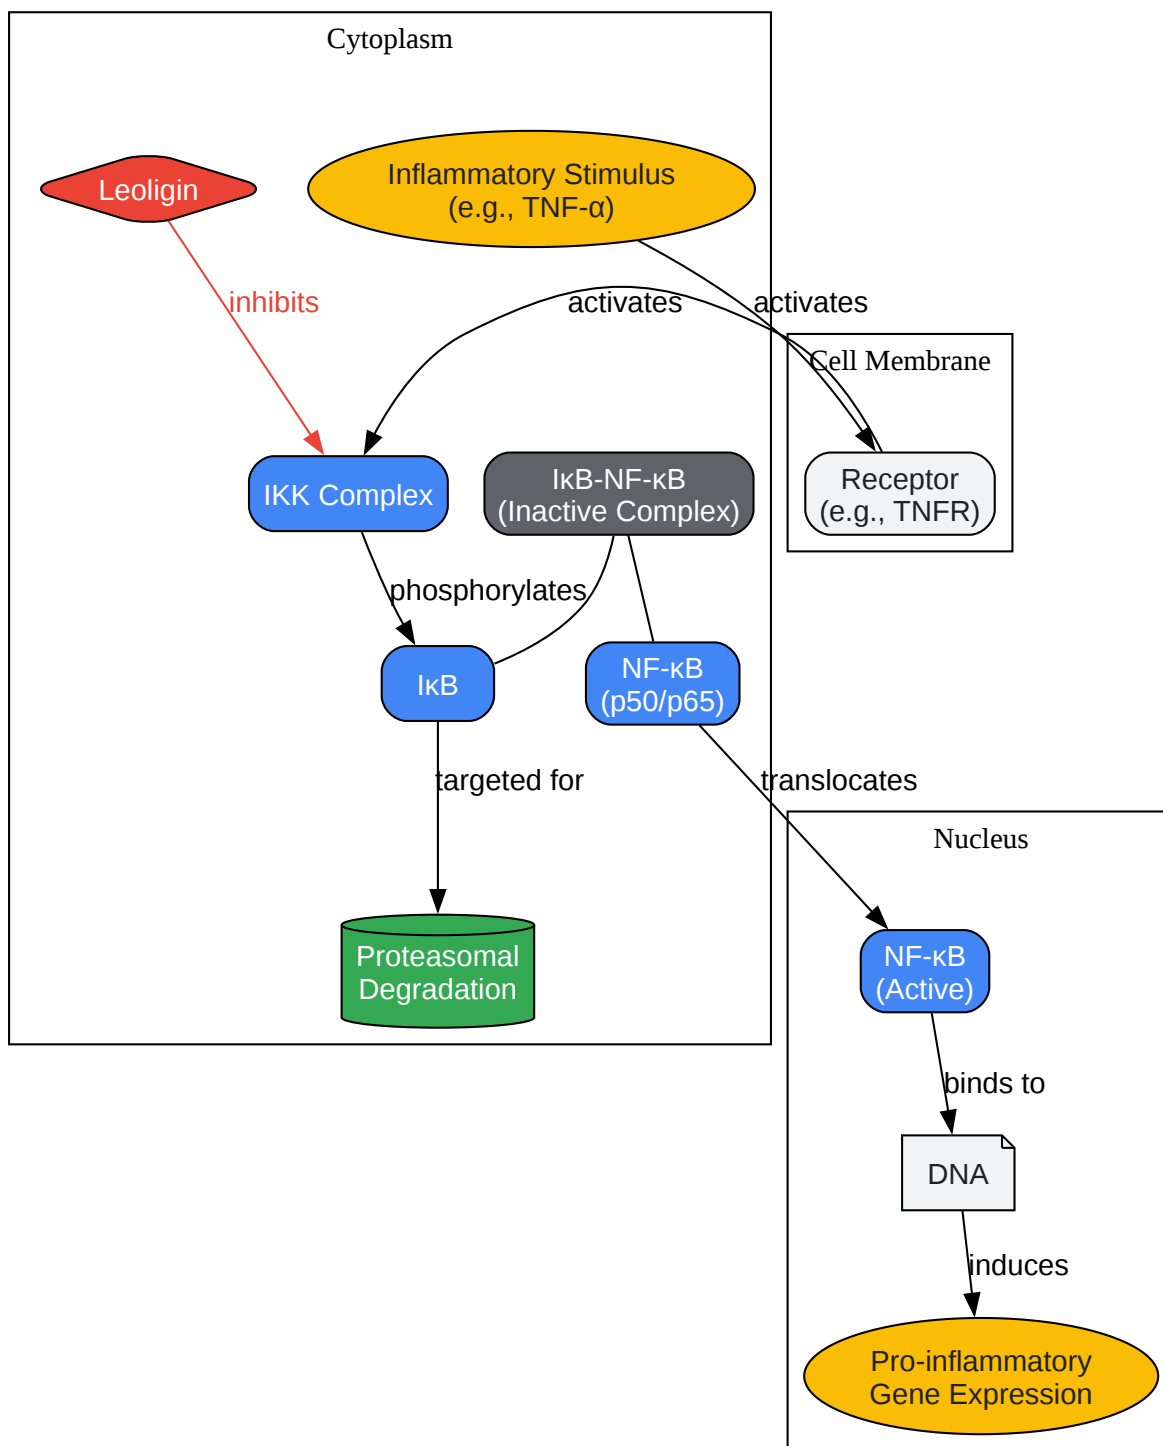 Cytoplasm
Leoligin
Inflammatory Stimulus
(e.g., TNF-α)
inhibits
activates
activates
Cell Membrane
IKK Complex
IκB-NF-κB
(Inactive Complex)
Receptor
(e.g., TNFR)
phosphorylates
IκB
NF-κB
(p50/p65)
targeted for
translocates
Nucleus
Proteasomal
Degradation
NF-κB
(Active)
binds to
DNA
induces
Pro-inflammatory
Gene Expression